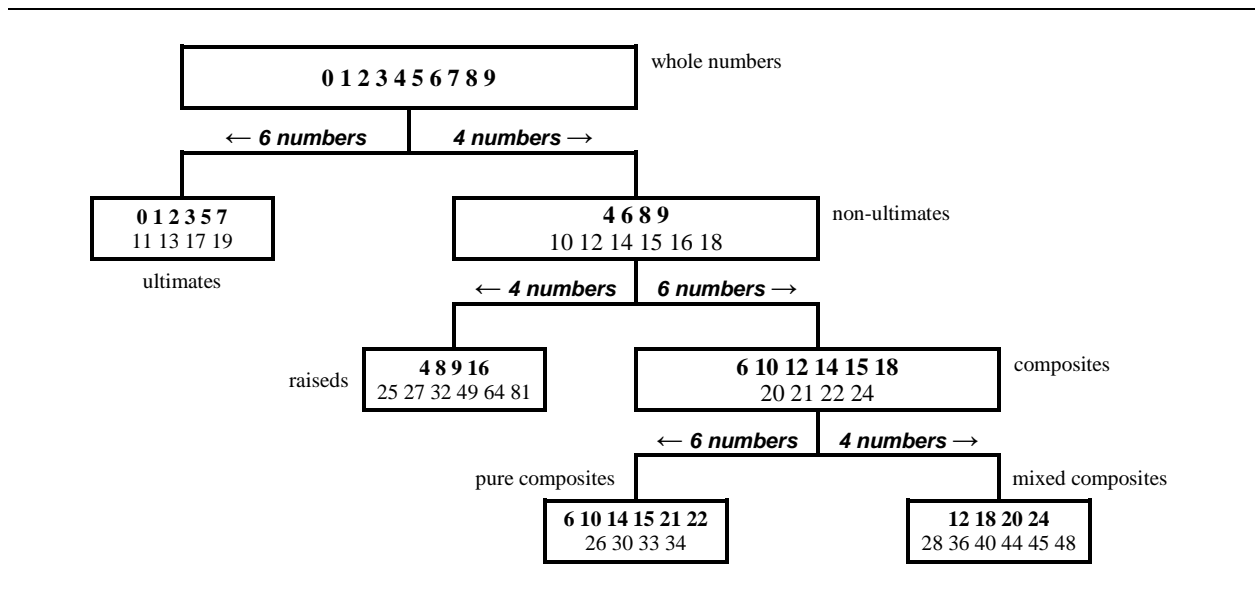 whole numbers
0 1 2 3 4 5 6 7 8 9
← 6 numbers 4 numbers →
0 1 2 3 5 7
11 13 17 19
ultimates
4 6 8 9
10 12 14 15 16 18
non-ultimates
← 4 numbers 6 numbers →
raiseds
4 8 9 16
25 27 32 49 64 81
6 10 12 14 15 18
20 21 22 24
composites
← 6 numbers 4 numbers →
pure composites
6 10 14 15 21 22
26 30 33 34
mixed composites
12 18 20 24
28 36 40 44 45 48